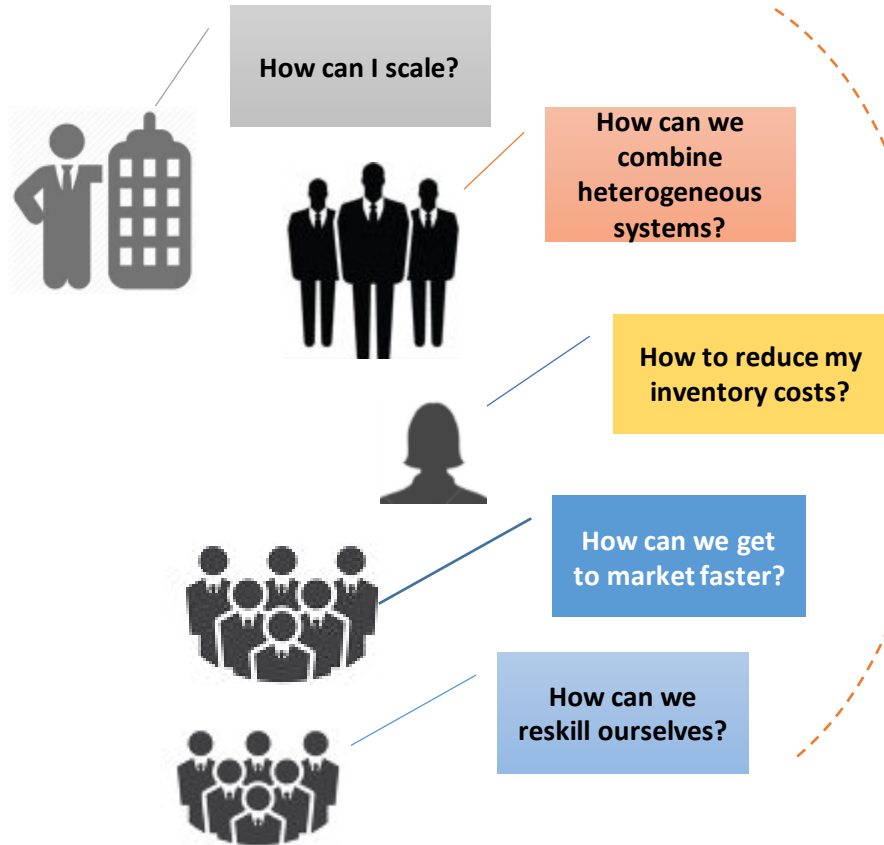 How can I scale?
How can we
combine
heterogeneous
systems?
How to reduce my
inventory costs?
How can we get
to market faster?
How can we
reskill ourselves?